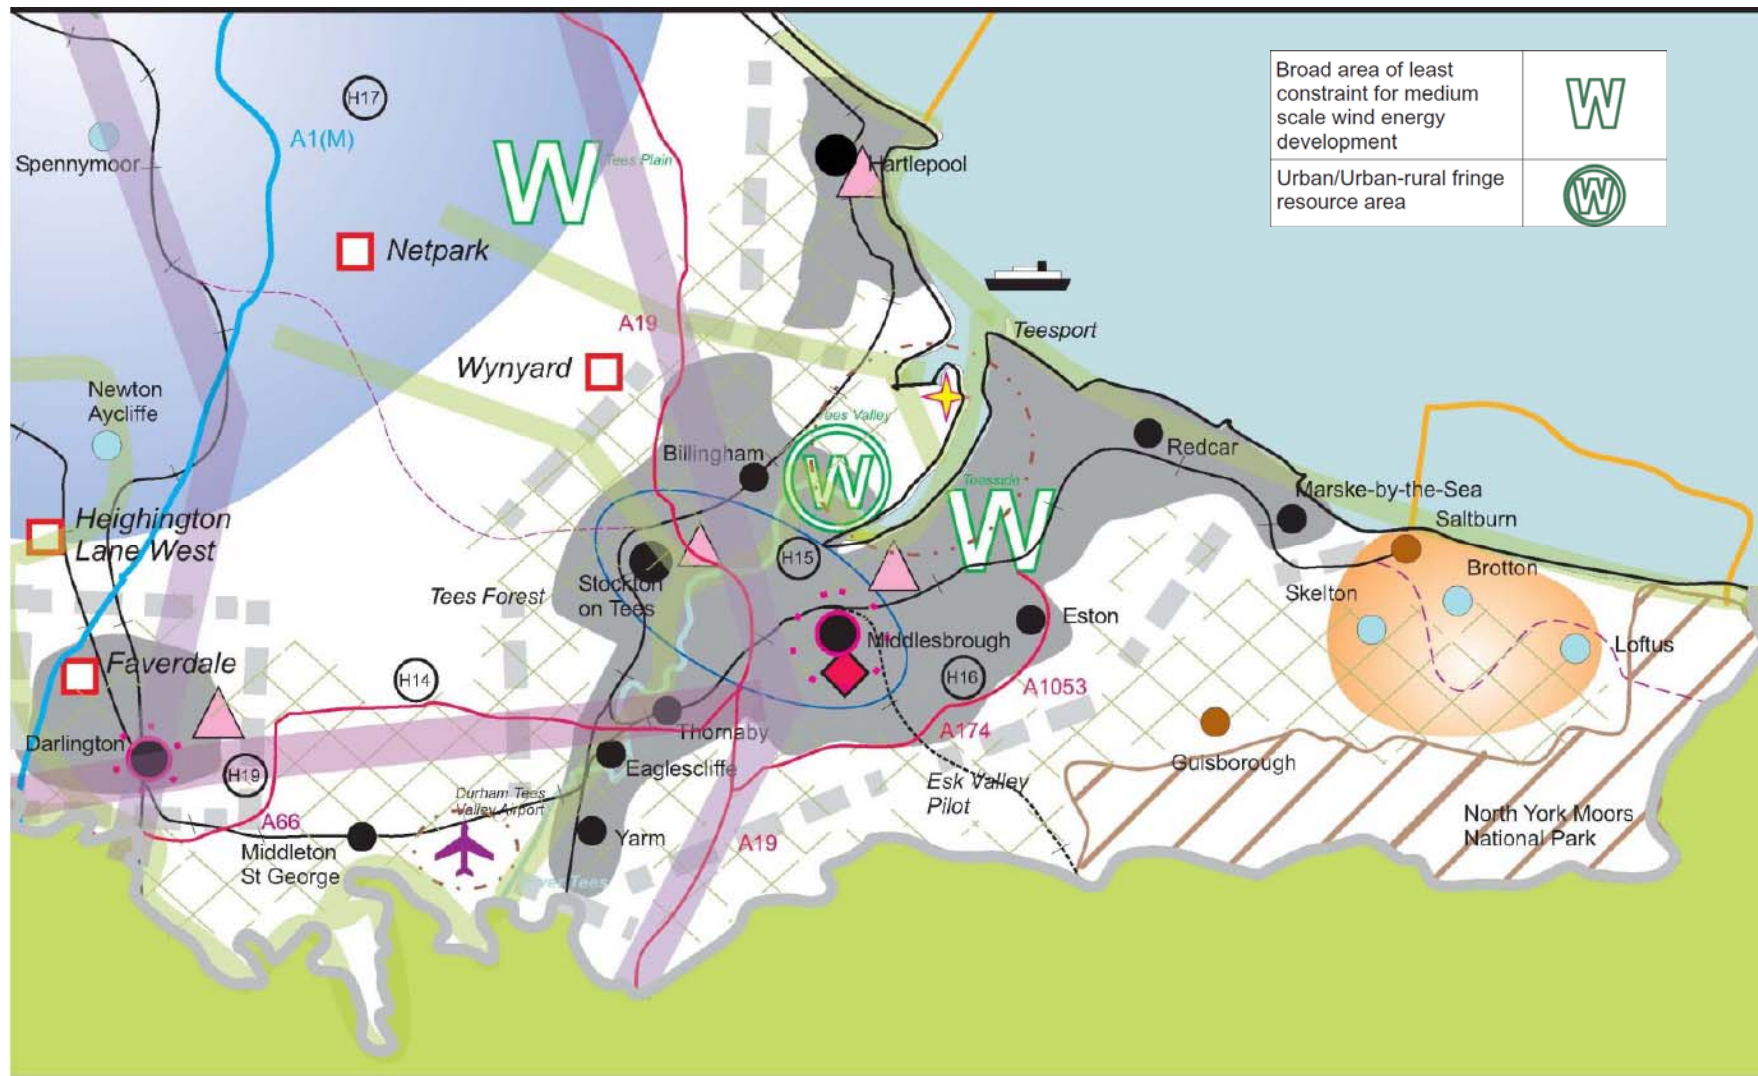 Broad area of least
constraint for medium
scale wind energy
development
W
Urban/Urban-rural fringe
resource area
W
H17
A1(M)
Spennymoor
W
Tees Plain
Hartlepool
Netpark
A19
Teesport
Wynyard
Newton
Aycliffe
Tees Valley
W
Billingham
Redcar
Teesside
W
Marske-by-the-Sea
Saltburn
Heighington
Lane West
H15
Brotton
Tees Forest
Stockton
on Tees
Skelton
Eston
Middlesbrough
Loftus
Faverdale
H14
H16
A1053
Darlington
Thornaby
A174
Guisborough
H19
Eaglescliffe
Esk Valley
Pilot
Durham Tees
Valley Airport
A66
North York Moors
National Park
Yarm
A19
Middleton
St George
River Tees